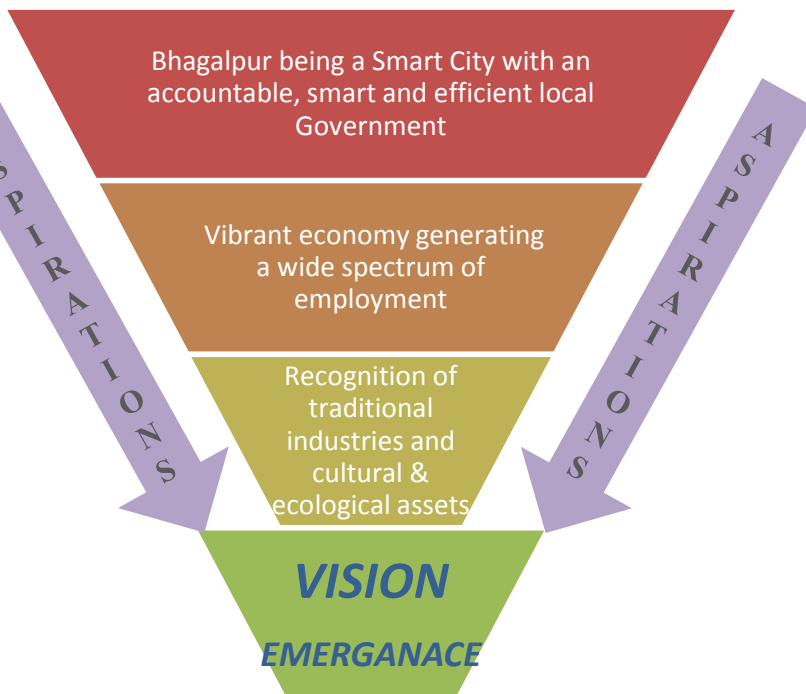 Bhagalpur being a Smart City with an
accountable, smart and efficient local
Government
Vibrant economy generating
a wide spectrum of
employment
Recognition of
traditional
industries and
cultural &
ecological assets
SPIRATIONS
ASPIRATIONS
VISION
EMERGANACE